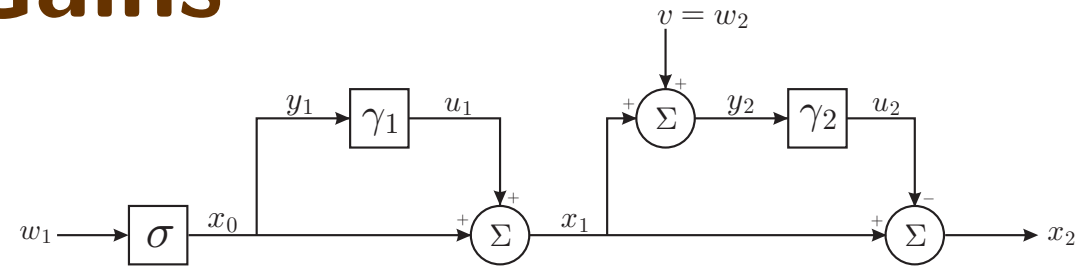 Gains
v = w₂
y₁ γ₁ u₁ + Σ + y₂ γ₂ u₂
w₁ σ x₀ + Σ + x₁ + Σ − x₂